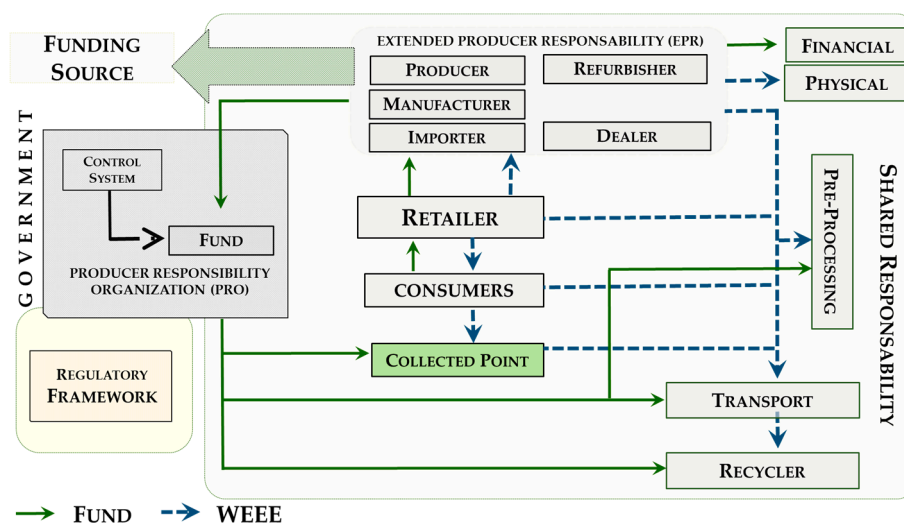 FUNDING
SOURCE
EXTENDED PRODUCER RESPONSABILITY (EPR)
PRODUCER
REFURBISHER
MANUFACTURER
IMPORTER
DEALER
FINANCIAL
PHYSICAL
GOVERNMENT
CONTROL
SYSTEM
FUND
PRODUCER RESPONSIBILITY
ORGANIZATION (PRO)
RETAILER
CONSUMERS
COLLECTED POINT
PRE-PROCESSING
SHARED RESPONSABILITY
REGULATORY
FRAMEWORK
TRANSPORT
RECYCLER
FUND
WEEE